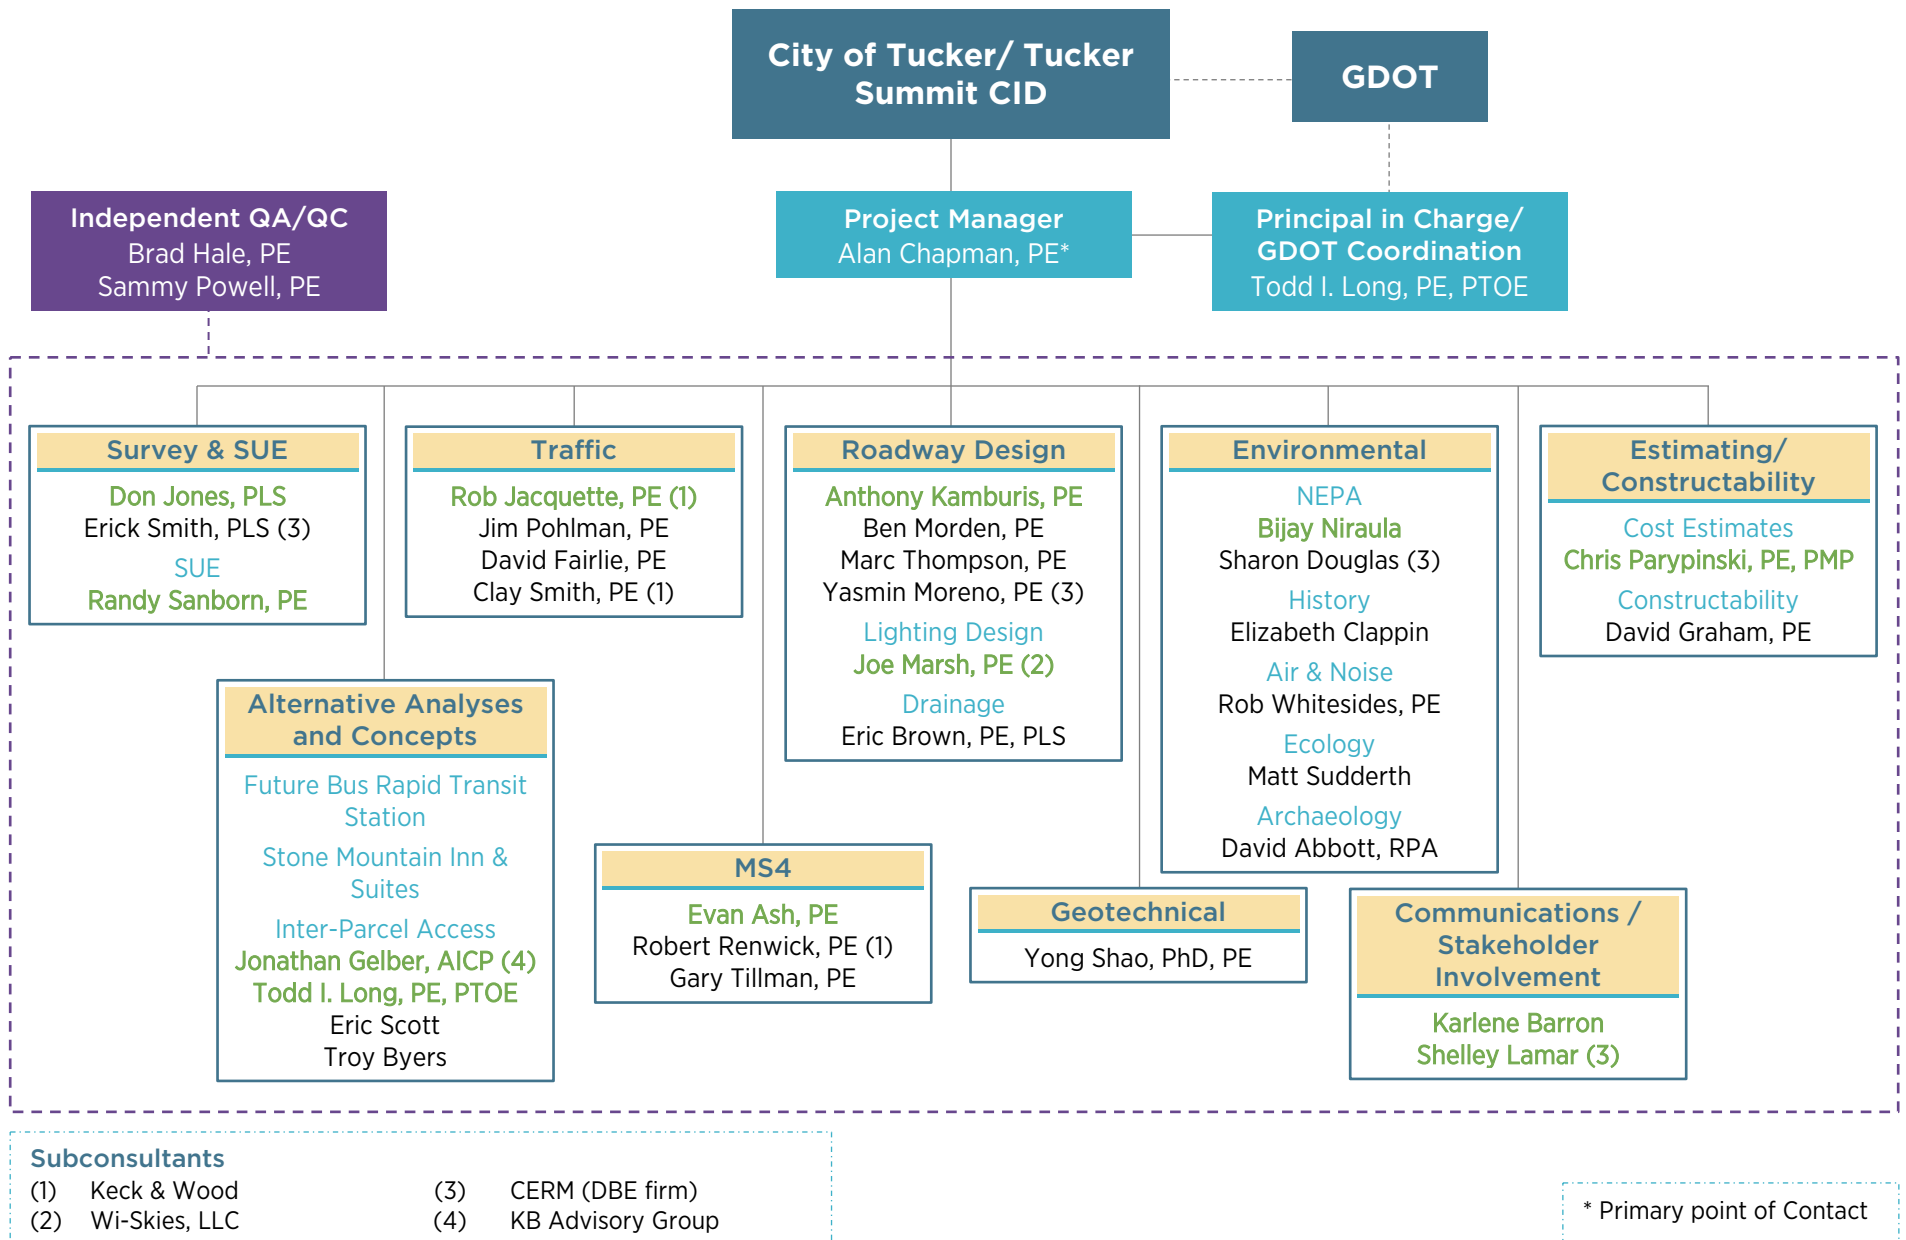 City of Tucker/ Tucker
Summit CID
GDOT
Independent QA/QC
Brad Hale, PE
Sammy Powell, PE
Project Manager
Alan Chapman, PE*
Principal in Charge/
GDOT Coordination
Todd I. Long, PE, PTOE
Survey & SUE
Don Jones, PLS
Erick Smith, PLS (3)
SUE
Randy Sanborn, PE
Traffic
Rob Jacquette, PE (1)
Jim Pohlman, PE
David Fairlie, PE
Clay Smith, PE (1)
Roadway Design
Anthony Kamburis, PE
Ben Morden, PE
Marc Thompson, PE
Yasmin Moreno, PE (3)
Lighting Design
Joe Marsh, PE (2)
Drainage
Eric Brown, PE, PLS
Environmental
NEPA
Bijay Niraula
Sharon Douglas (3)
History
Elizabeth Clappin
Air & Noise
Rob Whitesides, PE
Ecology
Matt Sudderth
Archaeology
David Abbott, RPA
Estimating/
Constructability
Cost Estimates
Chris Parypinski, PE, PMP
Constructability
David Graham, PE
Alternative Analyses
and Concepts
Future Bus Rapid Transit
Station
Stone Mountain Inn &
Suites
Inter-Parcel Access
Jonathan Gelber, AICP (4)
Todd I. Long, PE, PTOE
Eric Scott
Troy Byers
MS4
Evan Ash, PE
Robert Renwick, PE (1)
Gary Tillman, PE
Geotechnical
Yong Shao, PhD, PE
Communications /
Stakeholder
Involvement
Karlene Barron
Shelley Lamar (3)
Subconsultants
(1) Keck & Wood
(2) Wi-Skies, LLC
(3) CERM (DBE firm)
(4) KB Advisory Group
* Primary point of Contact